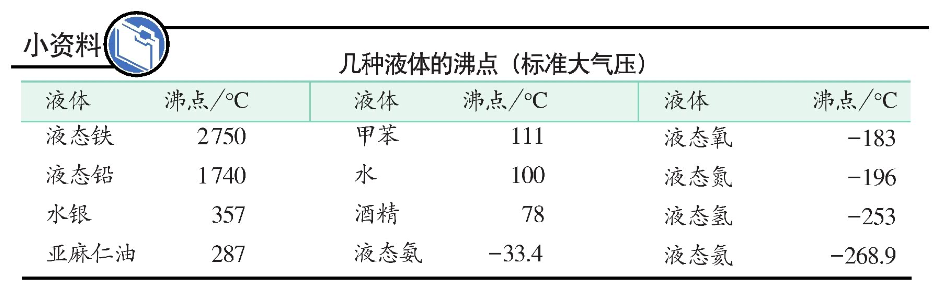 小资料
几种液体的沸点（标准大气压）
液体 沸点/°C 液体 沸点/°C 液体 沸点/°C
液态铁 2750 甲苯 111 液态氧 -183
液态铅 1740 水 100 液态氮 -196
水银 357 酒精 78 液态氢 -253
亚麻仁油 287 液态氨 -33.4 液态氦 -268.9